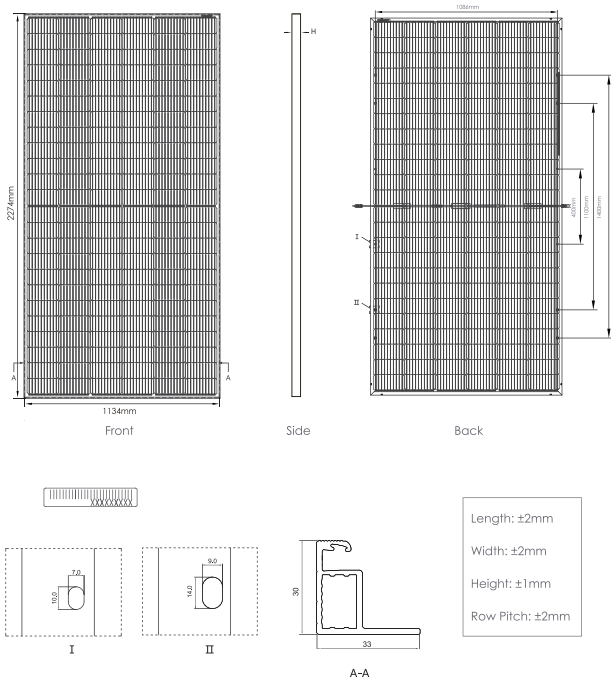 1086mm
H
2274mm
400mm
1100mm
1400mm
I
II
A
A
1134mm
Front
Side
Back
7,0
10,0
I
9,0
14,0
II
30
33
A-A
Length: ±2mm
Width: ±2mm
Height: ±1mm
Row Pitch: ±2mm